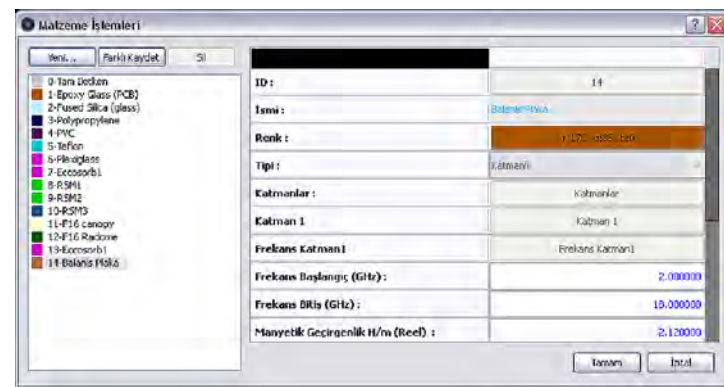 Malzeme İşlemleri
Yeni... Farklı Kaydet Sil
0-Tam İletken
1-Epoxy Glass (PCB)
2-Fused Silica (glass)
3-Polypropylene
4-PVC
5-Teflon
6-Plexiglass
7-Eccosorb1
8-RSM1
9-RSM2
10-RSM3
11-F16 canopy
12-F16 Radome
13-Eccosorb1
14-Balanis Plaka
ID : 14
İsmi : Balanis Plaka
Renk :
Tipi : Katmanlı
Katmanlar : Katmanlar
Katman 1 Katman 1
Frekans Katman1 Frekans Katman1
Frekans Başlangıç (GHz) : 2.000000
Frekans Bitiş (GHz) : 18.000000
Manyetik Geçirgenlik H/m (Reel) : 2.120000
Tamam İptal